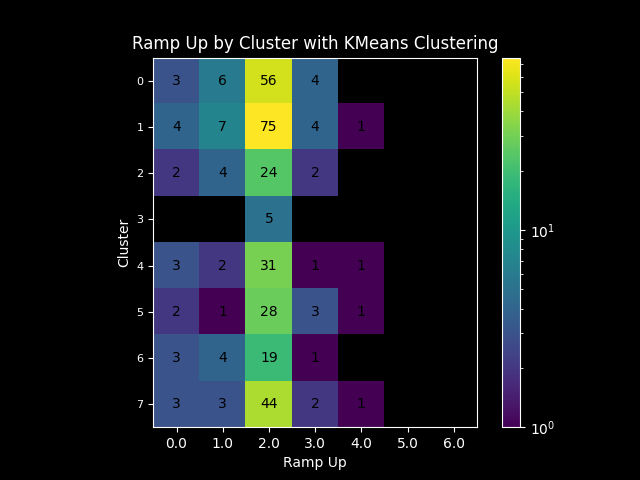 Ramp Up by Cluster with KMeans Clustering
0 3 6 56 4
1 4 7 75 4 1
2 2 4 24 2
3 5
4 3 2 31 1 1
5 2 1 28 3 1
6 3 4 19 1
7 3 3 44 2 1
0.0 1.0 2.0 3.0 4.0 5.0 6.0
Ramp Up
Cluster
10¹
10⁰